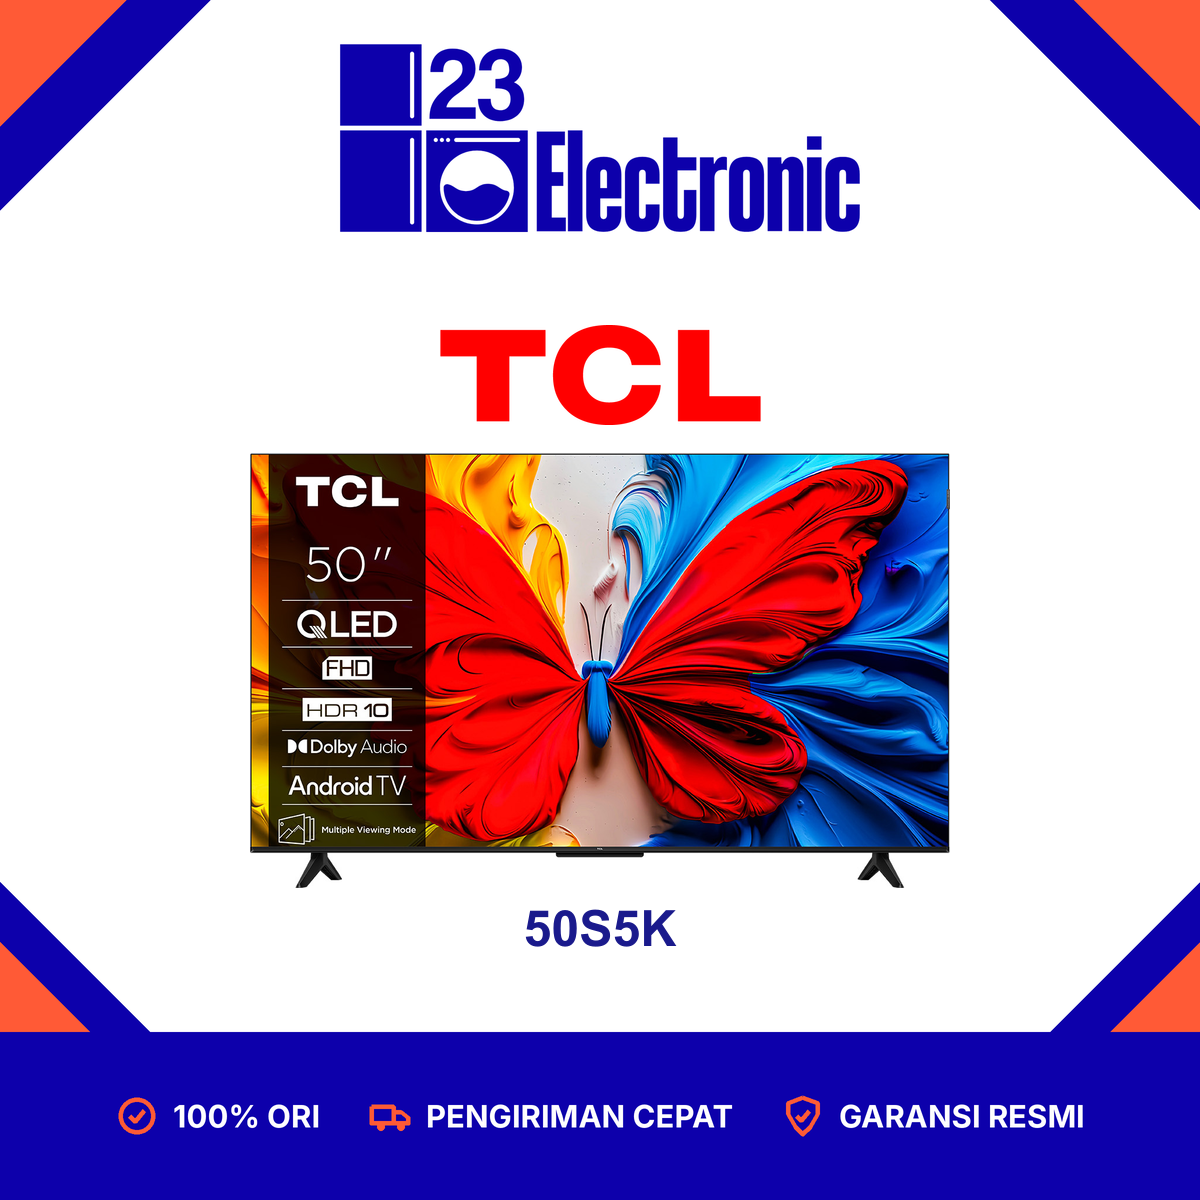 23
Electronic
TCL
TCL
50"
QLED
FHD
HDR 10
Dolby Audio
Android TV
Multiple Viewing Mode
50S5K
100% ORI
PENGIRIMAN CEPAT
GARANSI RESMI